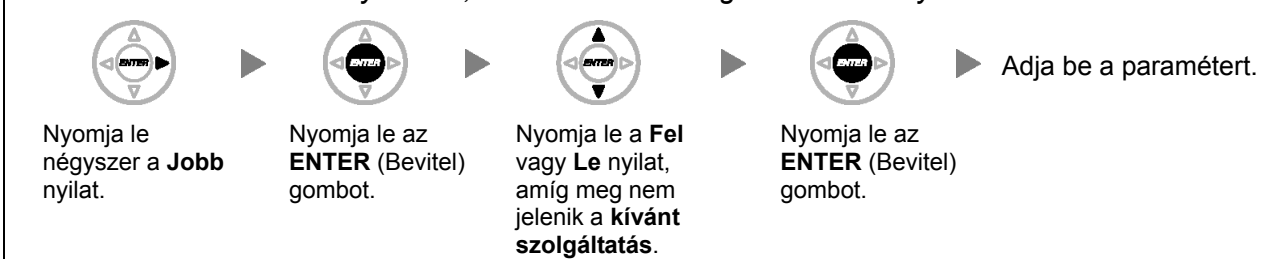 ENTER
ENTER
ENTER
ENTER
Adja be a paramétert.
Nyomja le
négyszer a Jobb
nyilat.
Nyomja le az
ENTER (Bevitel)
gombot.
Nyomja le a Fel
vagy Le nyilat,
amíg meg nem
jelenik a kívánt
szolgáltatás.
Nyomja le az
ENTER (Bevitel)
gombot.